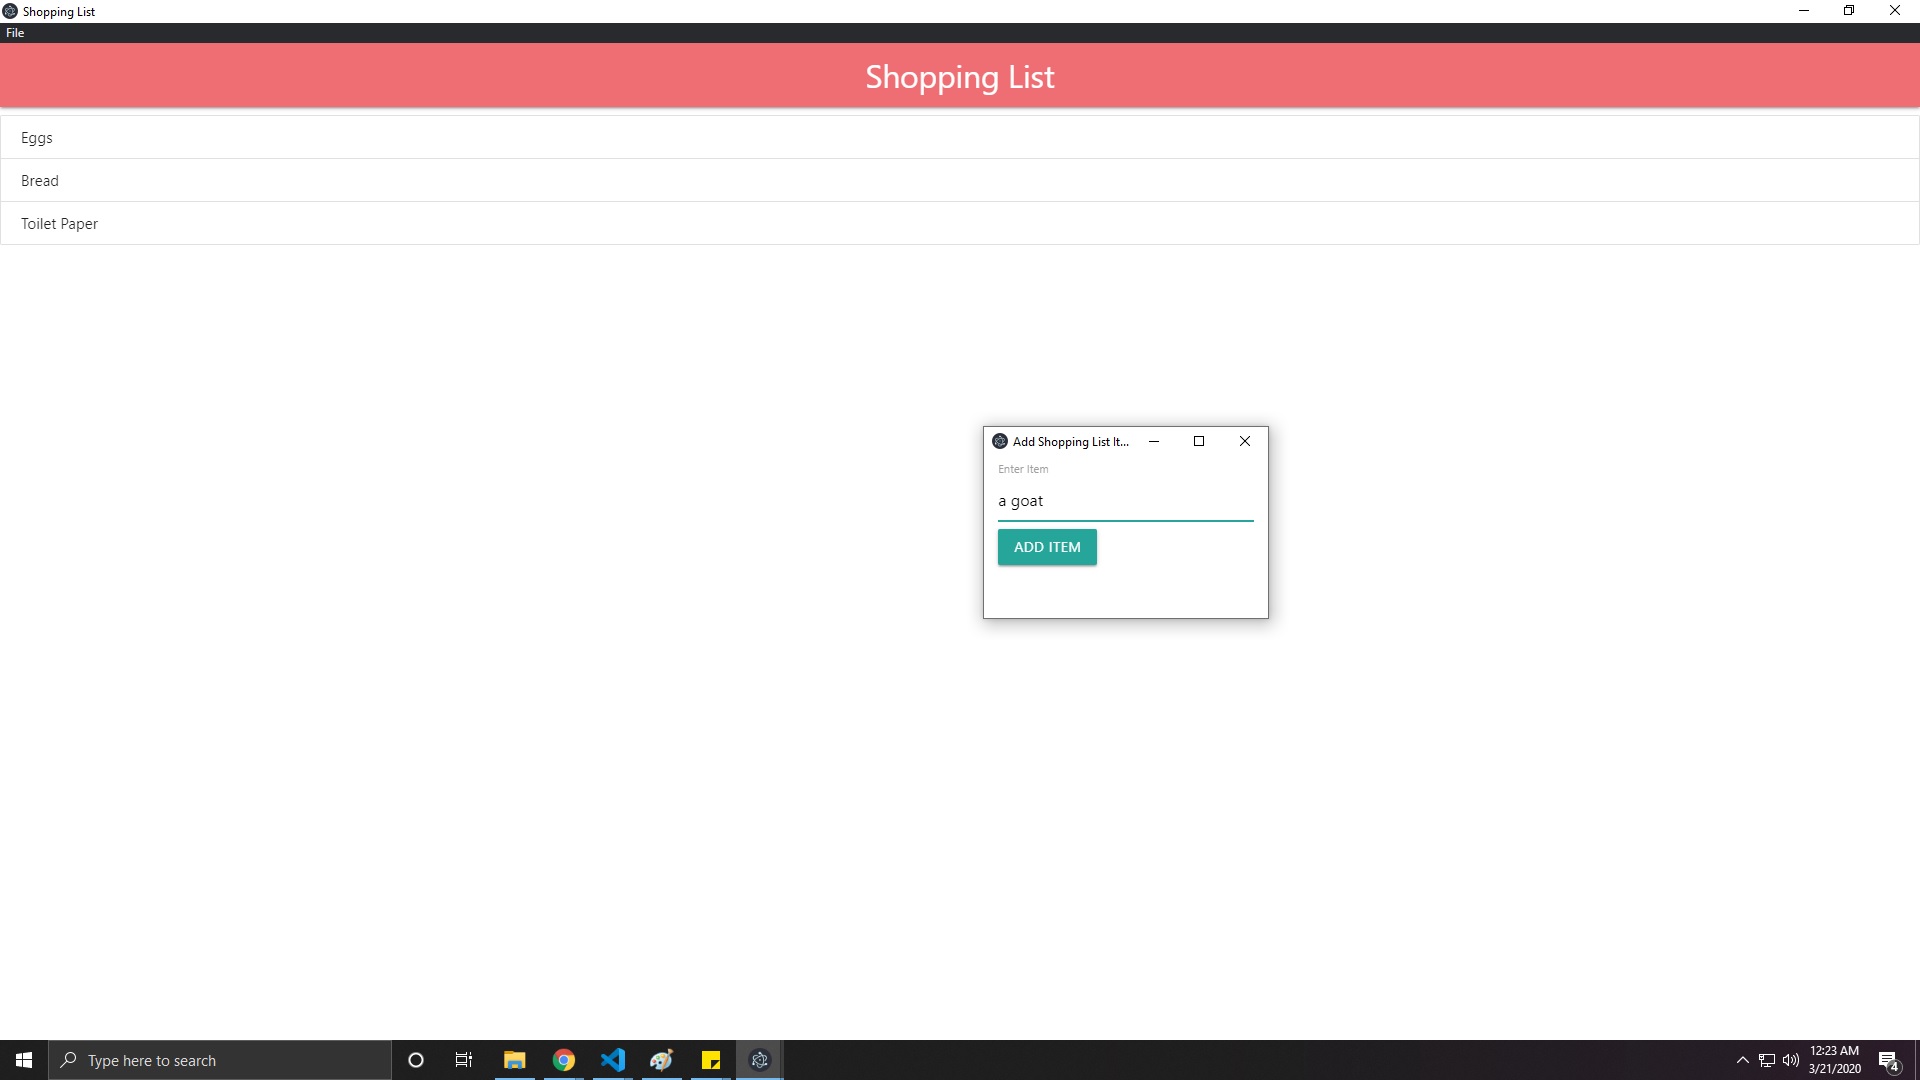 Shopping List
File
Shopping List
Eggs
Bread
Toilet Paper
Add Shopping List It...
Enter Item
a goat
ADD ITEM
Type here to search
12:23 AM
3/21/2020
4